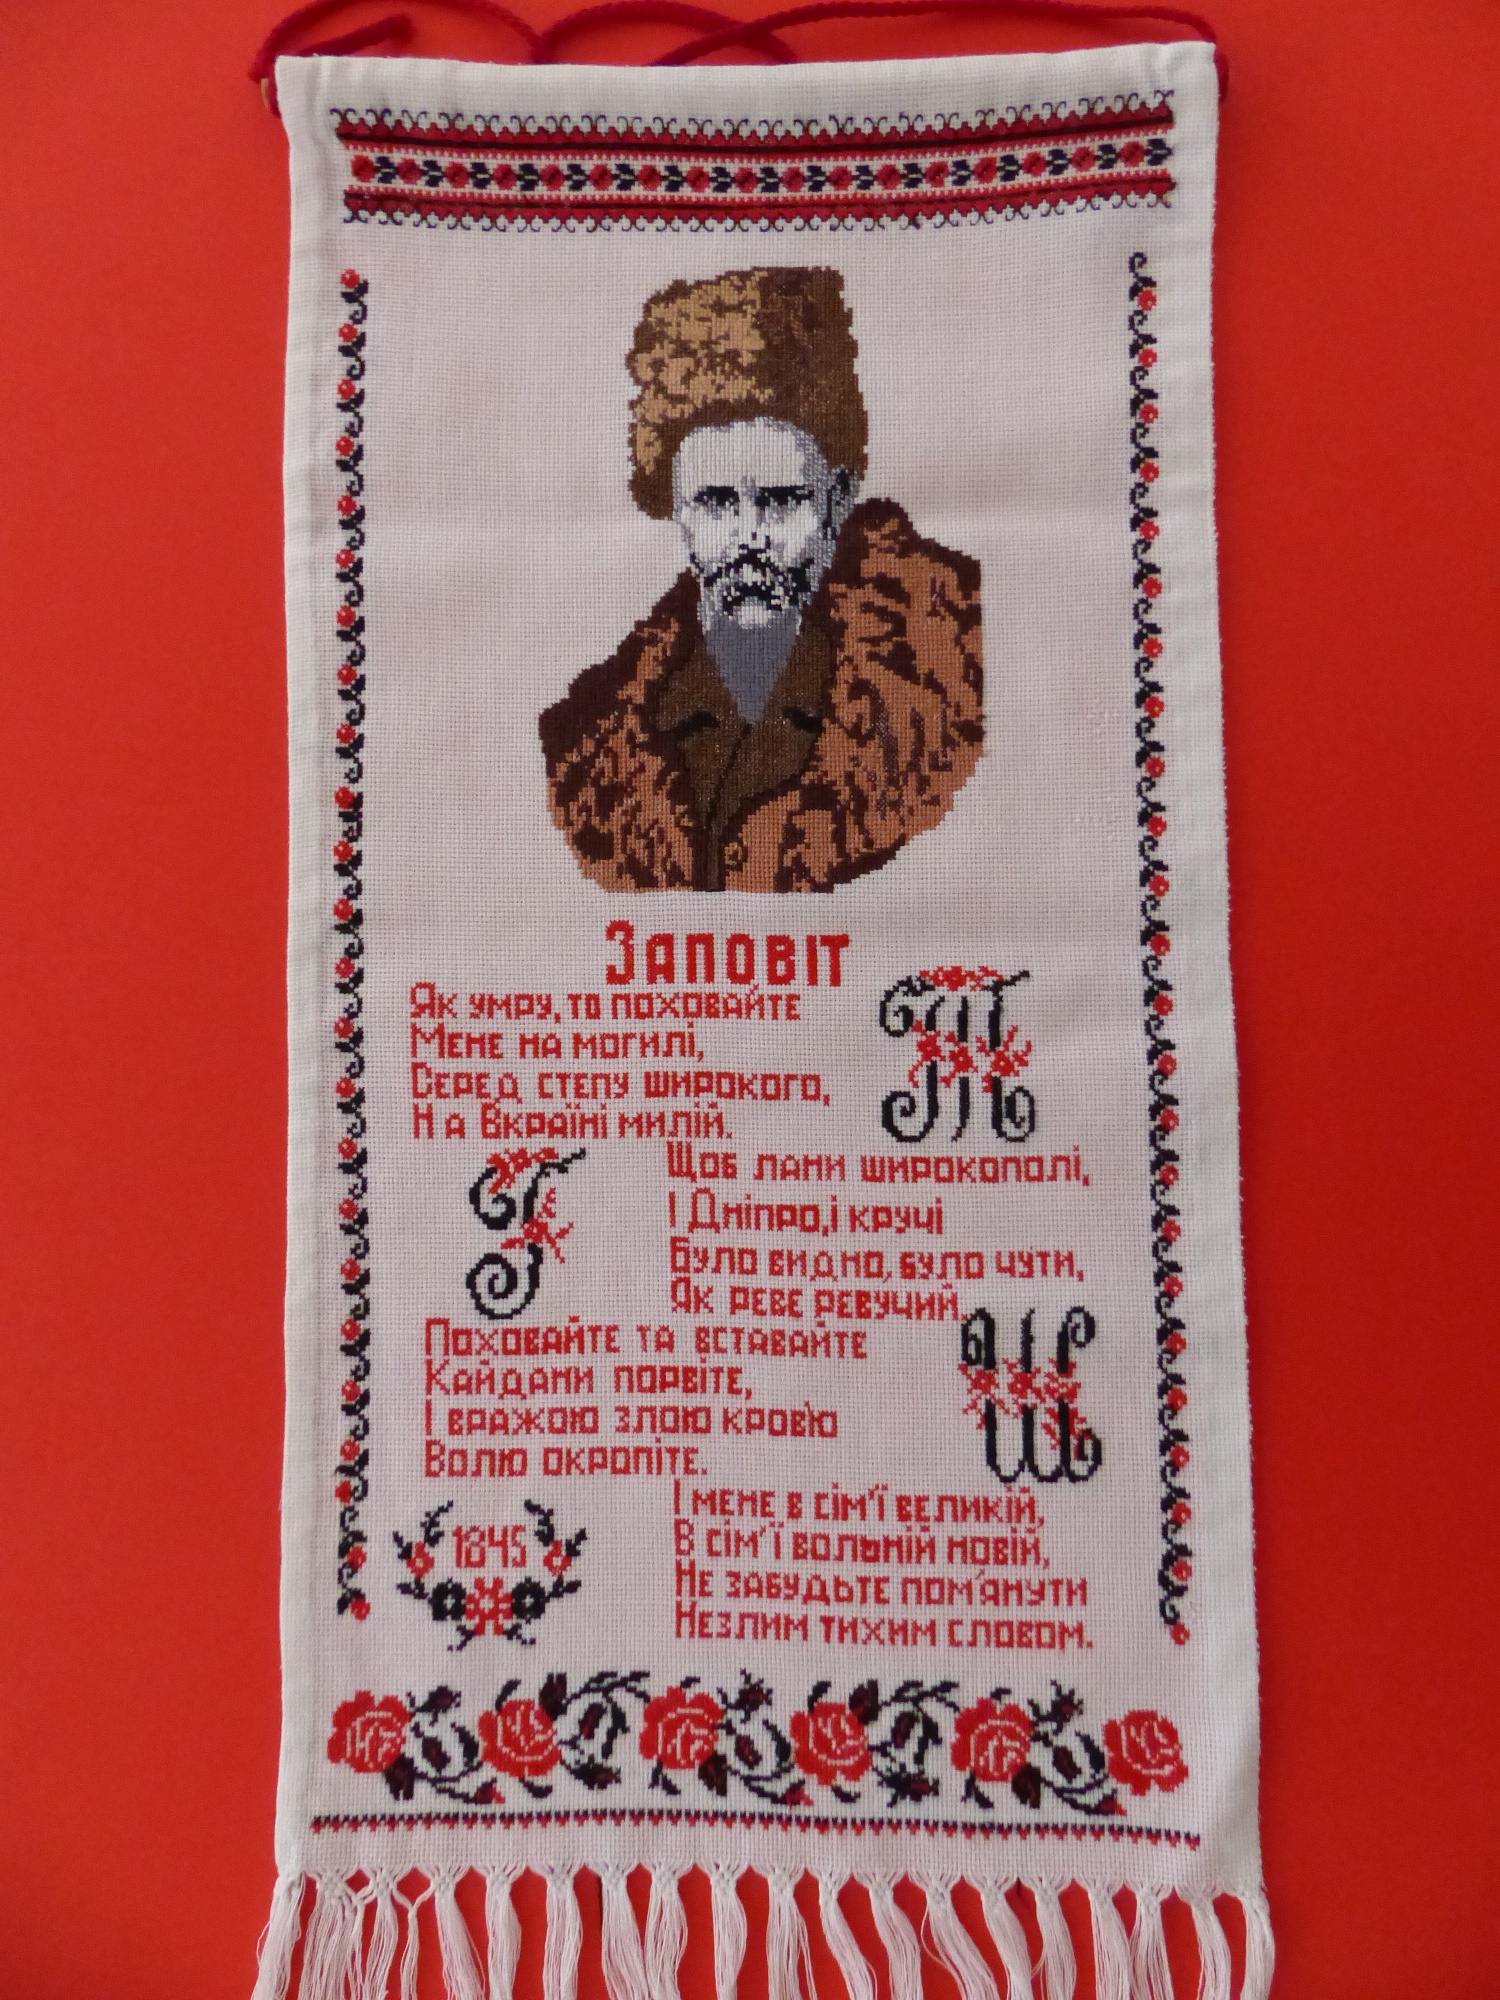 Заповіт
Як умру, то поховайте
Мене на могилі,
Серед степу широкого,
На Вкраїні милій.
Т
Щоб лани широкополі,
І Дніпро, і кручі
Було видно, було чути,
Як реве ревучий.
Г
Поховайте та вставайте
Кайдани порвіте,
І вражою злою кров'ю
Волю окропіте.
Ш
І мене в сім'ї великій,
В сім'ї вольній новій,
Не забудьте пом'янути
Незлим тихим словом.
1845